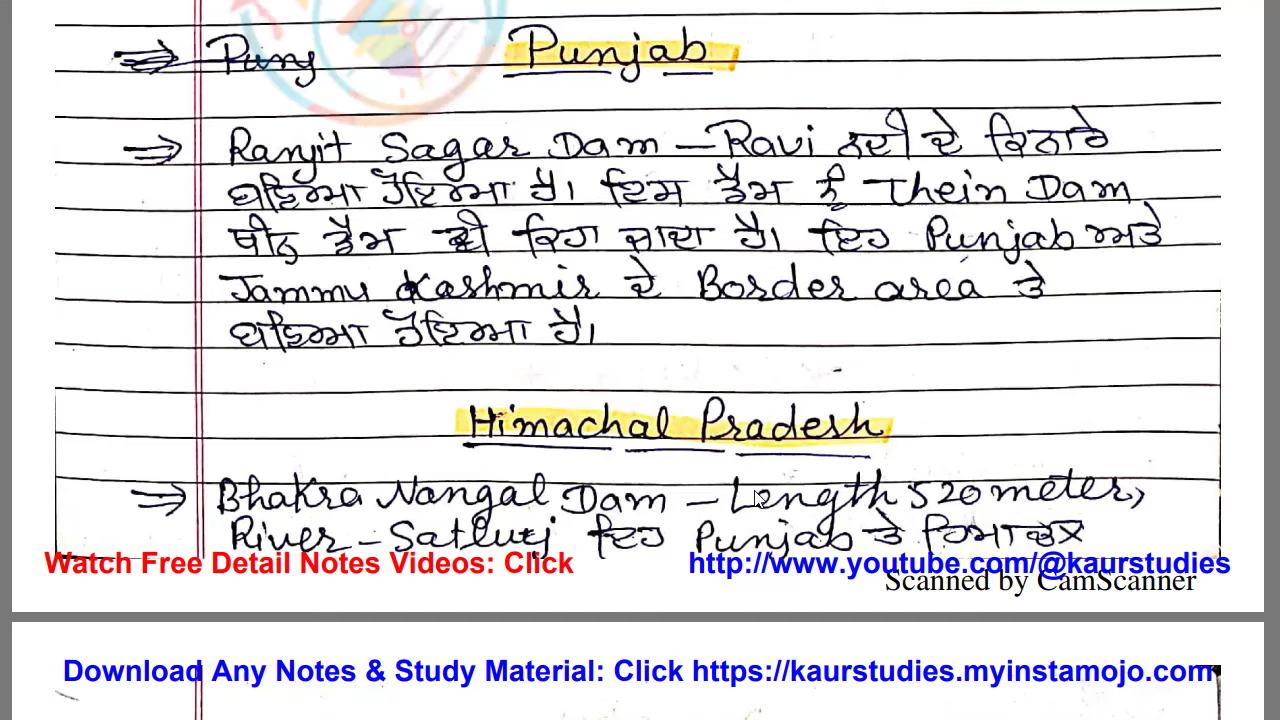 Punj Punjab
⇒ Ranjit Sagar Dam – Ravi ਨਦੀ ਦੇ ਕਿਨਾਰੇ
ਬਣਿਆ ਹੋਇਆ ਹੈ। ਇਸ ਡੈਮ ਨੂੰ Thein Dam
ਥੀਨ ਡੈਮ ਵੀ ਕਿਹਾ ਜਾਦਾ ਹੈ। ਇਹ Punjab ਅਤੇ
Jammu Kashmir ਦੇ Border area ਤੇ
ਬਣਿਆ ਹੋਇਆ ਹੈ।
Himachal Pradesh
⇒ Bhakra Nangal Dam – Length 520 meter,
River – Satluj ਇਹ Punjab ਤੇ ਹਿਮਾਚਲ
Watch Free Detail Notes Videos: Click http://www.youtube.com/@kaurstudies
Scanned by CamScanner
Download Any Notes & Study Material: Click https://kaurstudies.myinstamojo.com